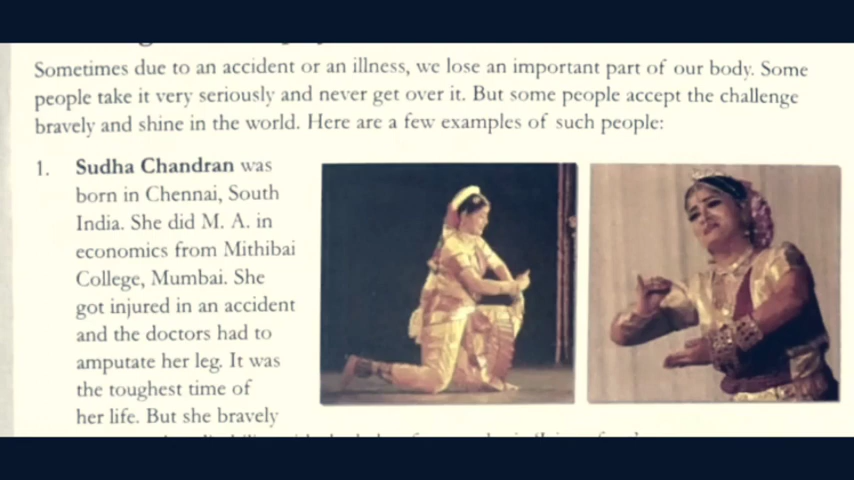 Sometimes due to an accident or an illness, we lose an important part of our body. Some
people take it very seriously and never get over it. But some people accept the challenge
bravely and shine in the world. Here are a few examples of such people:
1. Sudha Chandran was
born in Chennai, South
India. She did M. A. in
economics from Mithibai
College, Mumbai. She
got injured in an accident
and the doctors had to
amputate her leg. It was
the toughest time of
her life. But she bravely